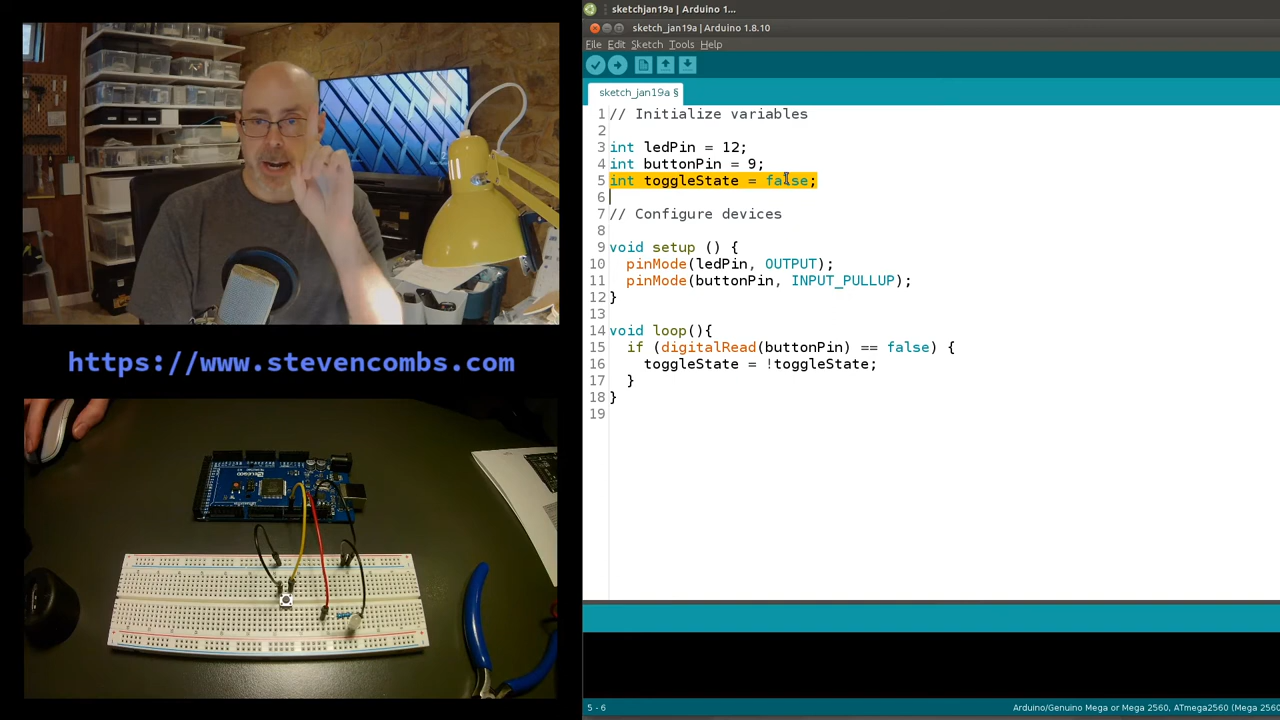 sketchjan19a | Arduino 1...
sketch_jan19a | Arduino 1.8.10
File Edit Sketch Tools Help
sketch_jan19a §
1 // Initialize variables
2
3 int ledPin = 12;
4 int buttonPin = 9;
5 int toggleState = false;
6
7 // Configure devices
8
9 void setup () {
10 pinMode(ledPin, OUTPUT);
11 pinMode(buttonPin, INPUT_PULLUP);
12 }
13
14 void loop(){
15 if (digitalRead(buttonPin) == false) {
16 toggleState = !toggleState;
17 }
18 }
19
https://www.stevencombs.com
5 - 6
Arduino/Genuino Mega or Mega 2560, ATmega2560 (Mega 2560